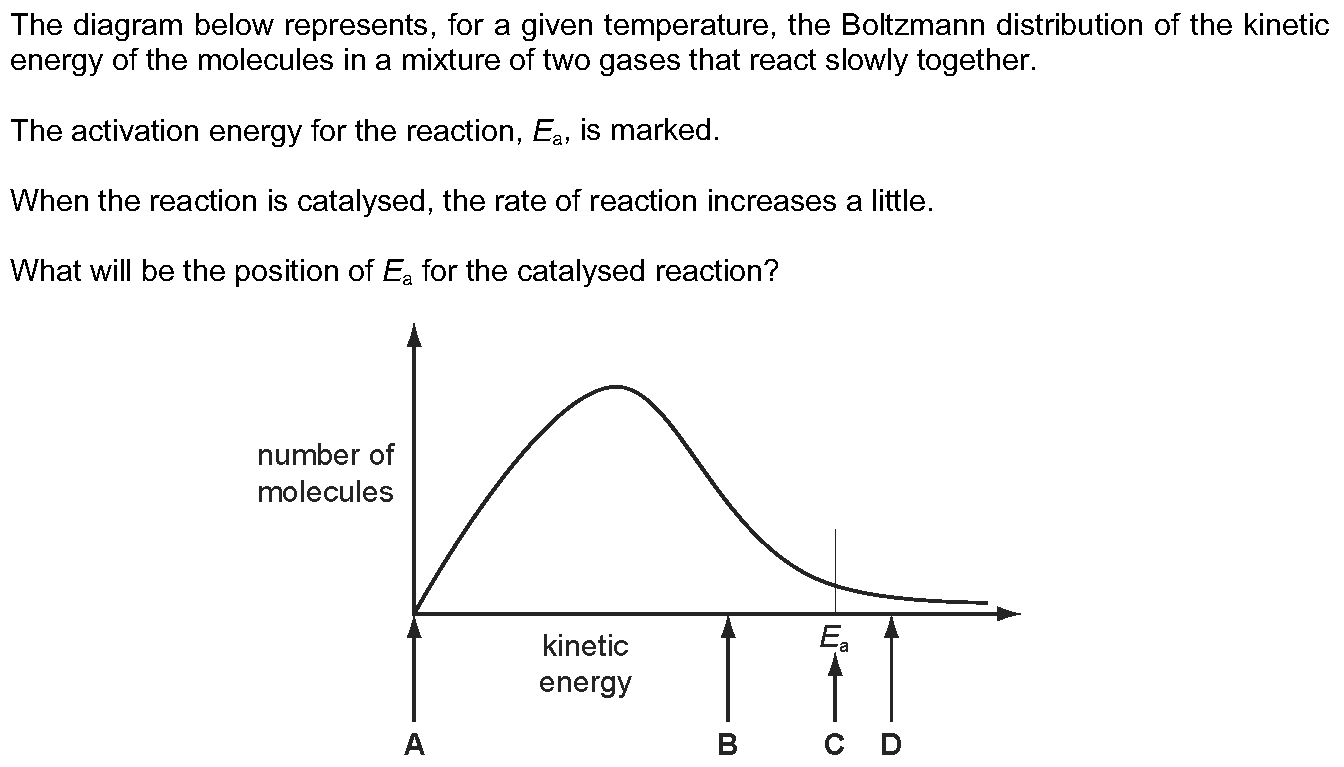 The diagram below represents, for a given temperature, the Boltzmann distribution of the kinetic
energy of the molecules in a mixture of two gases that react slowly together.
The activation energy for the reaction, Eₐ, is marked.
When the reaction is catalysed, the rate of reaction increases a little.
What will be the position of Eₐ for the catalysed reaction?
number of
molecules
kinetic
energy
Eₐ
A B C D